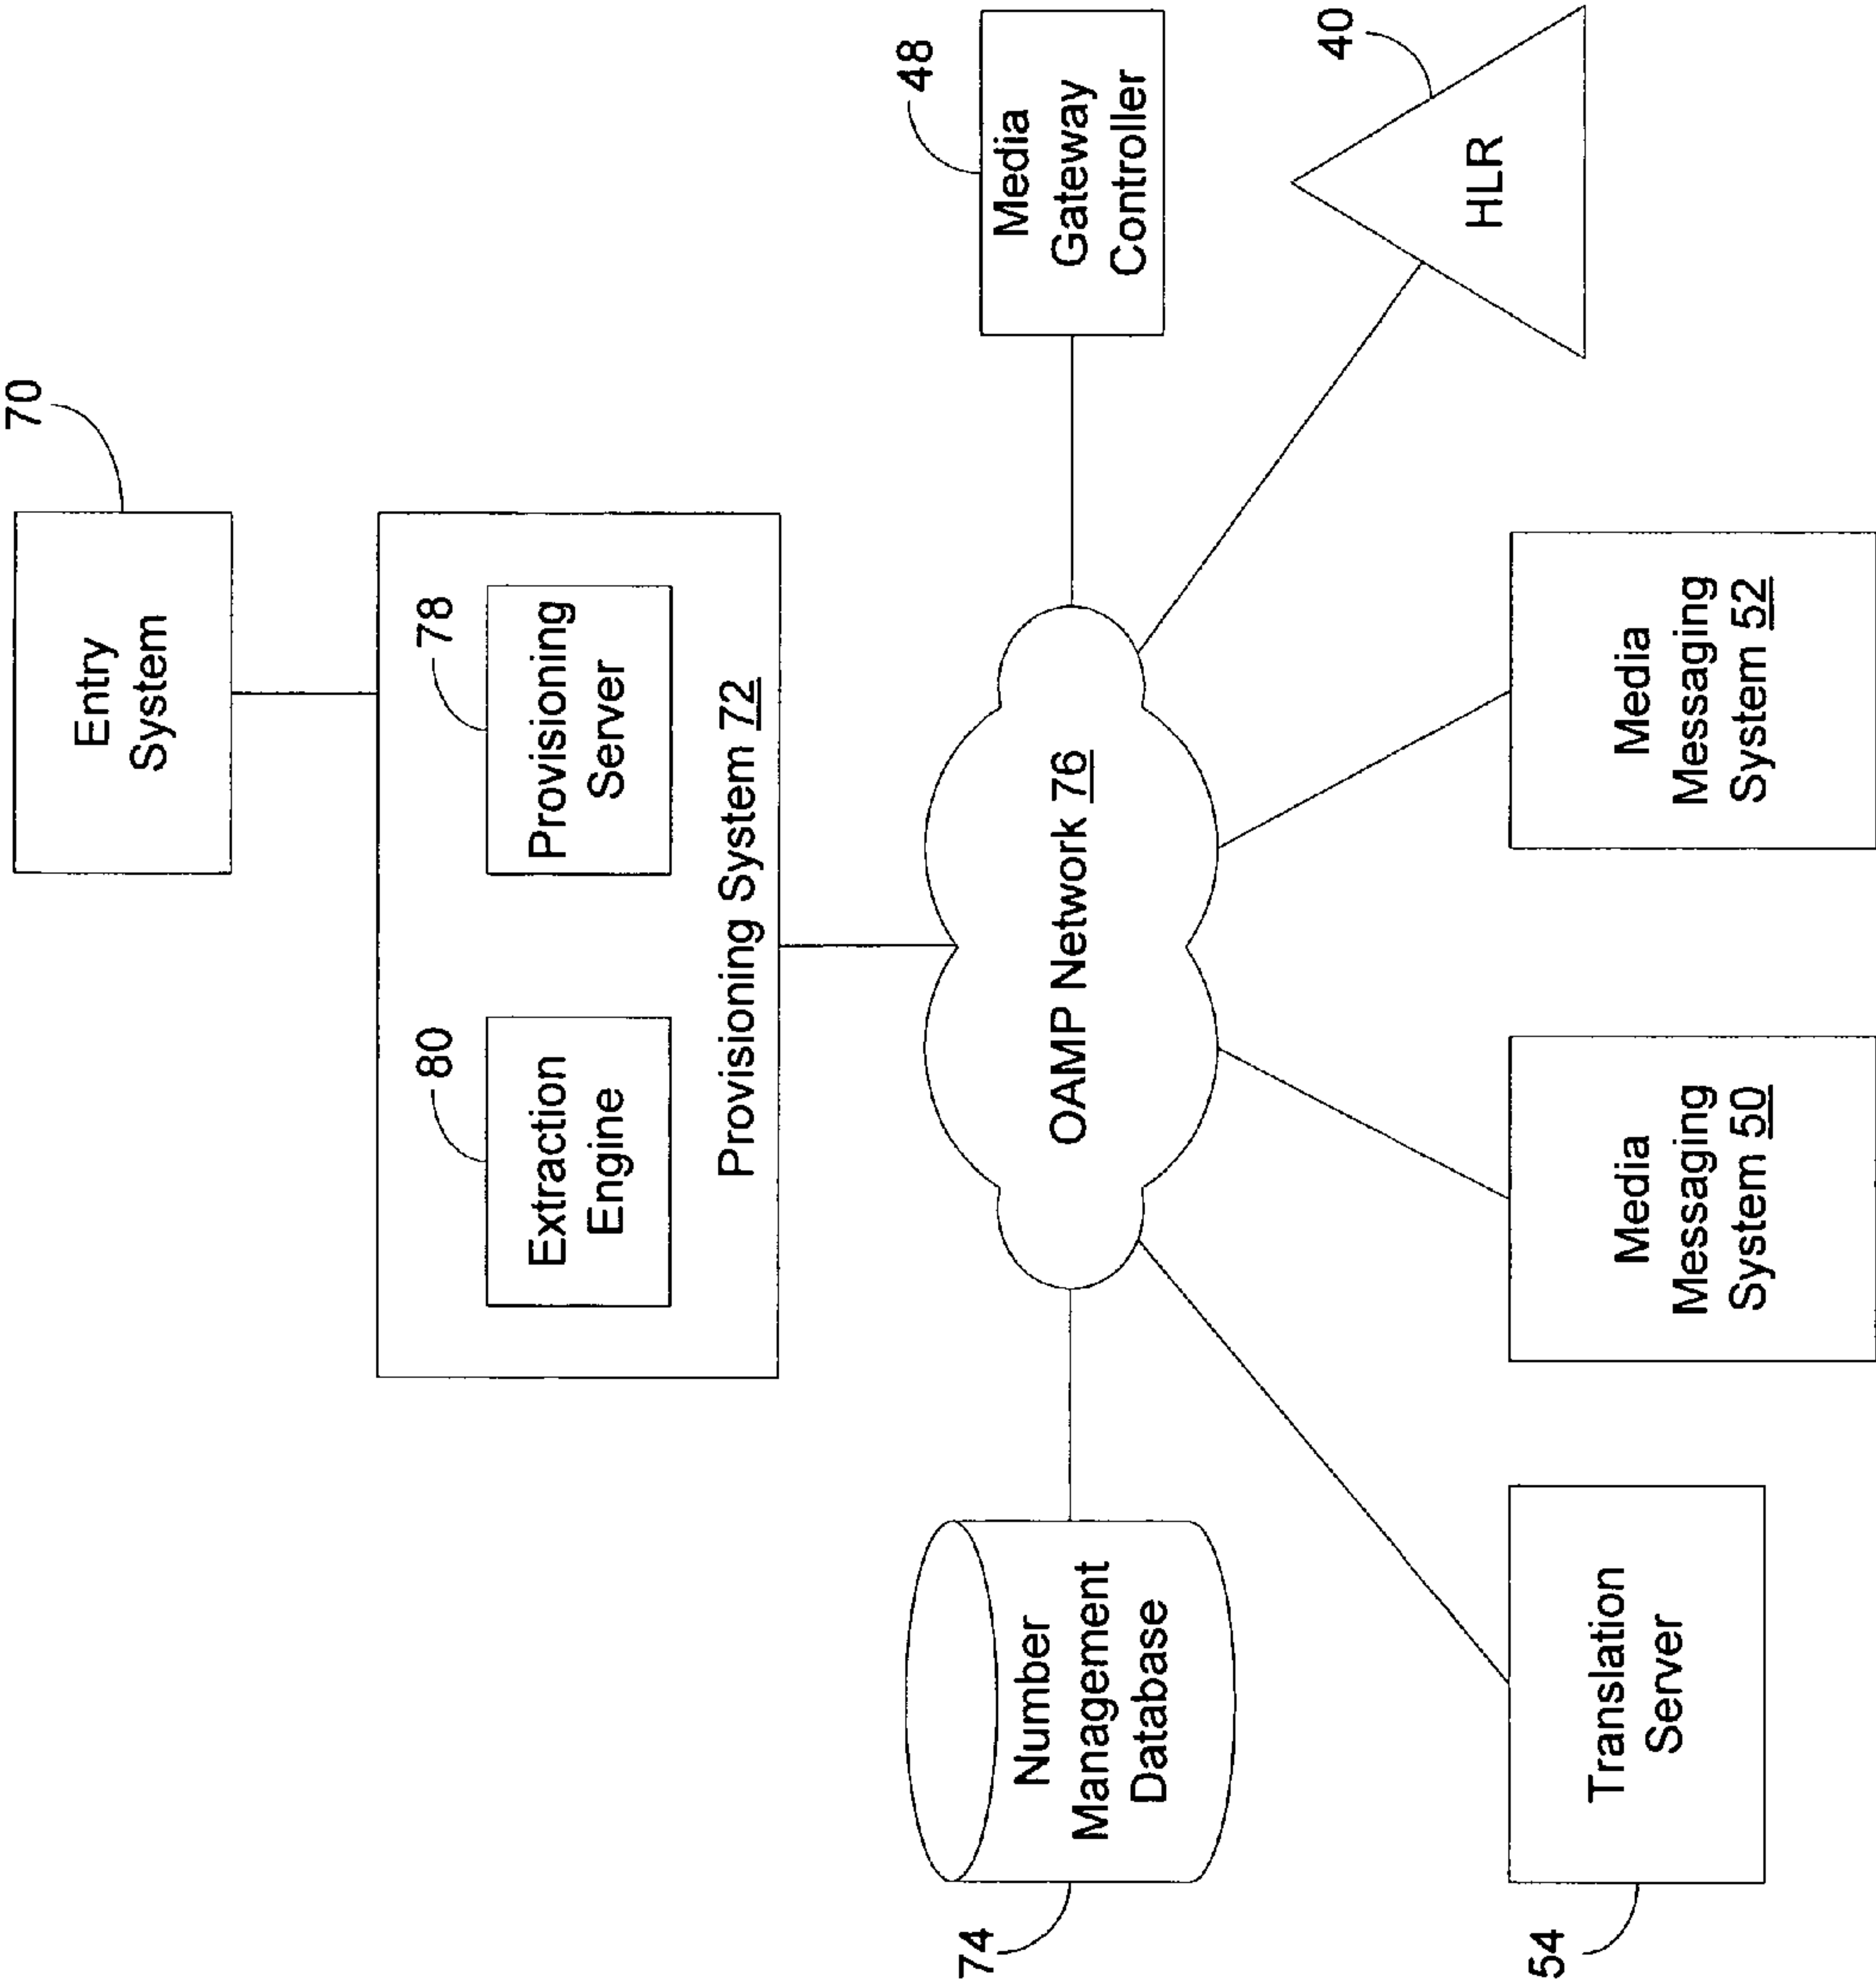 70
Entry
System
80
Extraction
Engine
78
Provisioning
Server
Provisioning System 72
48
Media
Gateway
Controller
OAMP Network 76
74
Number
Management
Database
40
HLR
54
Translation
Server
Media
Messaging
System 50
Media
Messaging
System 52